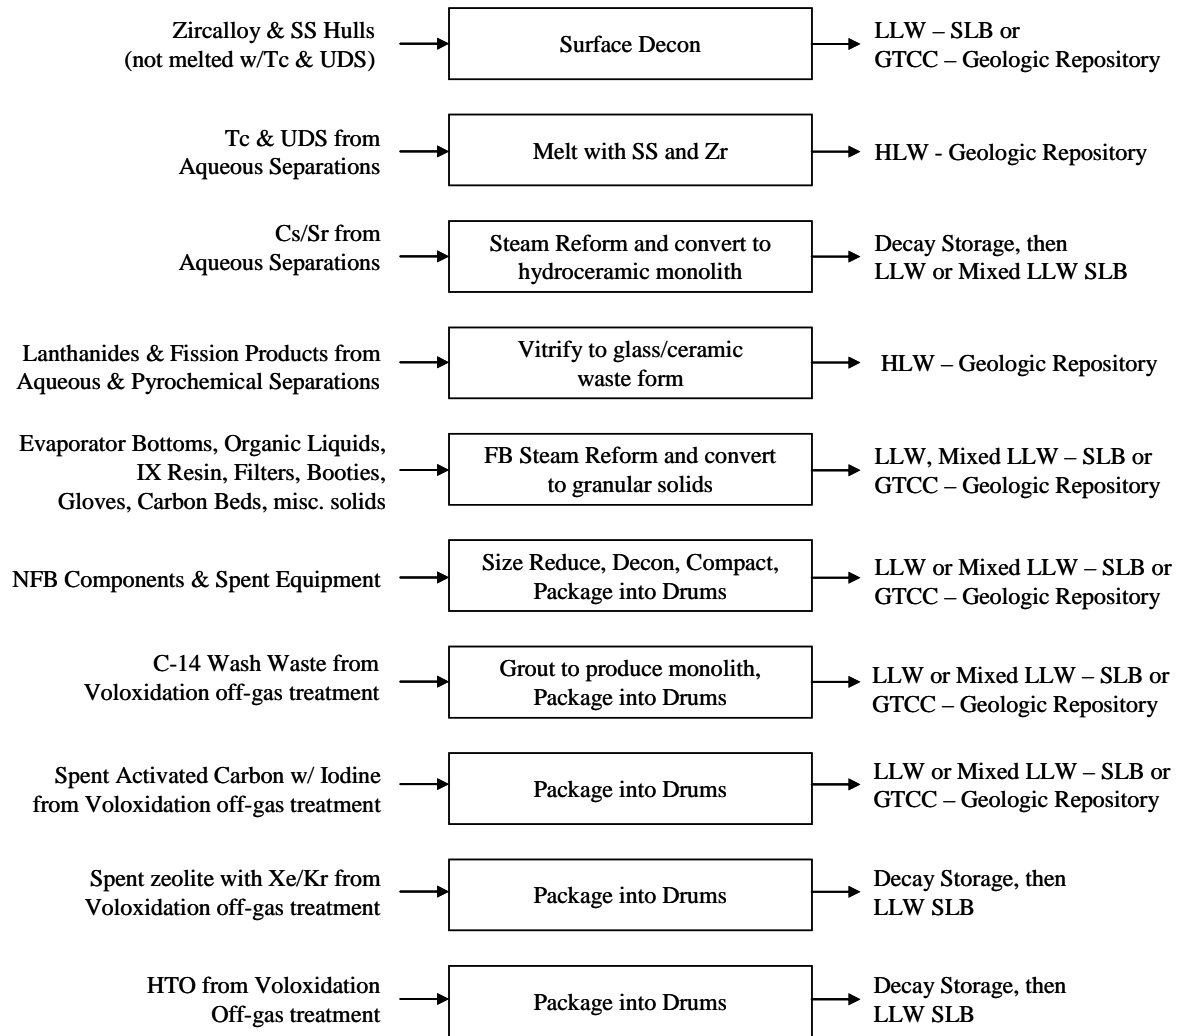 Zircalloy & SS Hulls
(not melted w/Tc & UDS)
Surface Decon
LLW – SLB or
GTCC – Geologic Repository
Tc & UDS from
Aqueous Separations
Melt with SS and Zr
HLW - Geologic Repository
Cs/Sr from
Aqueous Separations
Steam Reform and convert to
hydroceramic monolith
Decay Storage, then
LLW or Mixed LLW SLB
Lanthanides & Fission Products from
Aqueous & Pyrochemical Separations
Vitrify to glass/ceramic
waste form
HLW – Geologic Repository
Evaporator Bottoms, Organic Liquids,
IX Resin, Filters, Booties,
Gloves, Carbon Beds, misc. solids
FB Steam Reform and convert
to granular solids
LLW, Mixed LLW – SLB or
GTCC – Geologic Repository
NFB Components & Spent Equipment
Size Reduce, Decon, Compact,
Package into Drums
LLW or Mixed LLW – SLB or
GTCC – Geologic Repository
C-14 Wash Waste from
Voloxidation off-gas treatment
Grout to produce monolith,
Package into Drums
LLW or Mixed LLW – SLB or
GTCC – Geologic Repository
Spent Activated Carbon w/ Iodine
from Voloxidation off-gas treatment
Package into Drums
LLW or Mixed LLW – SLB or
GTCC – Geologic Repository
Spent zeolite with Xe/Kr from
Voloxidation off-gas treatment
Package into Drums
Decay Storage, then
LLW SLB
HTO from Voloxidation
Off-gas treatment
Package into Drums
Decay Storage, then
LLW SLB